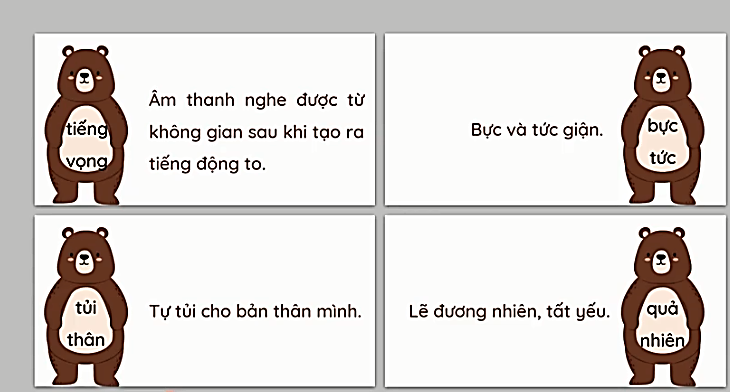 tiếng
vọng
Âm thanh nghe được từ
không gian sau khi tạo ra
tiếng động to.
Bực và tức giận.
bực
tức
tủi
thân
Tự tủi cho bản thân mình.
Lẽ đương nhiên, tất yếu.
quả
nhiên